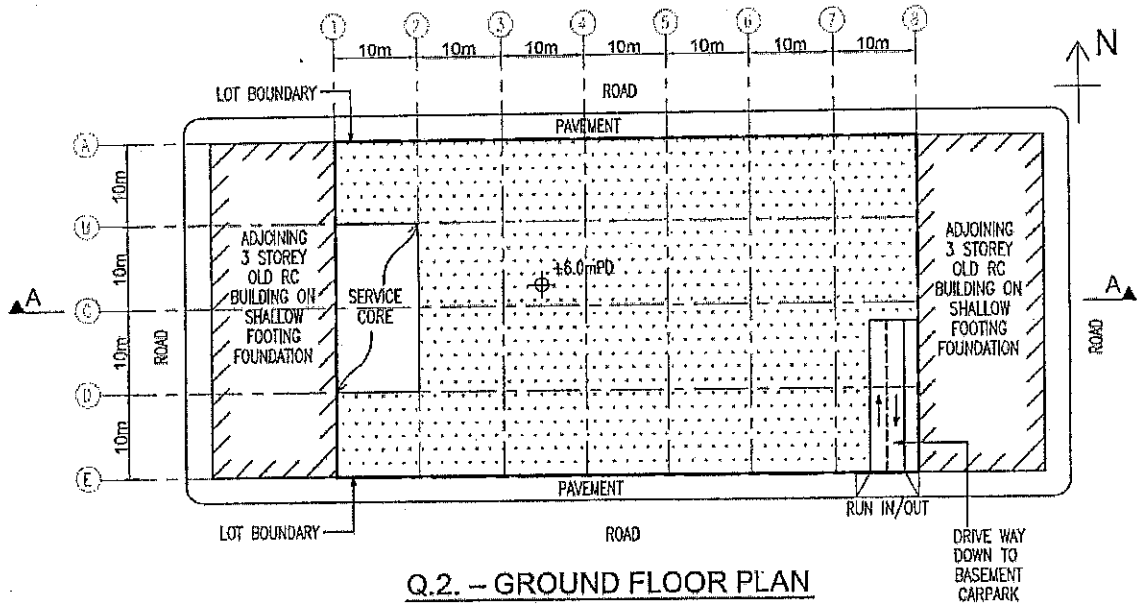 1 2 3 4 5 6 7 8
10m 10m 10m 10m 10m 10m 10m
N
LOT BOUNDARY
ROAD
PAVEMENT
A
10m
B
10m
C
10m
D
10m
E
ADJOINING
3 STOREY
OLD RC
BUILDING ON
SHALLOW
FOOTING
FOUNDATION
SERVICE
CORE
+6.0mPD
ADJOINING
3 STOREY
OLD RC
BUILDING ON
SHALLOW
FOOTING
FOUNDATION
A
A
ROAD
ROAD
PAVEMENT
RUN IN/OUT
LOT BOUNDARY
ROAD
DRIVE WAY
DOWN TO
BASEMENT
CARPARK
Q.2. – GROUND FLOOR PLAN